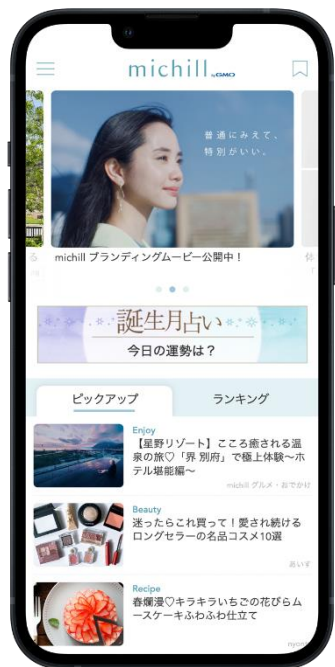 michill byGMO
普通にみえて、
特別がいい。
る
michill ブランディングムービー公開中！
休
誕生月占い
今日の運勢は？
ピックアップ
ランキング
Enjoy
【星野リゾート】こころ癒される温
泉の旅♡「界 別府」で極上体験〜ホ
テル堪能編〜
michill グルメ・おでかけ
Beauty
迷ったらこれ買って！愛され続ける
ロングセラーの名品コスメ10選
あいす
Recipe
春爛漫♡キラキラいちごの花びらム
ースケーキふわふわ仕立て